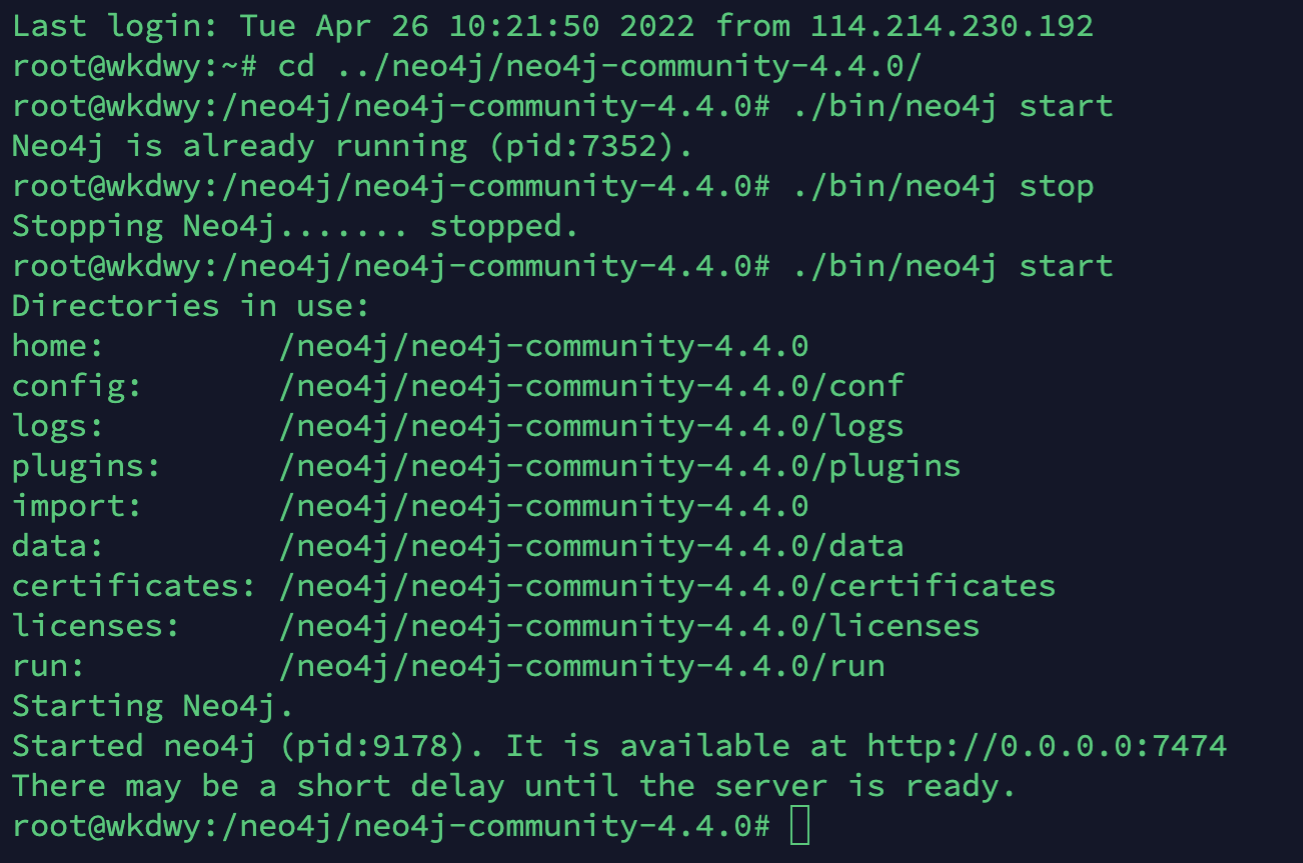 Last login: Tue Apr 26 10:21:50 2022 from 114.214.230.192
root@wkdwy:~# cd ../neo4j/neo4j-community-4.4.0/
root@wkdwy:/neo4j/neo4j-community-4.4.0# ./bin/neo4j start
Neo4j is already running (pid:7352).
root@wkdwy:/neo4j/neo4j-community-4.4.0# ./bin/neo4j stop
Stopping Neo4j....... stopped.
root@wkdwy:/neo4j/neo4j-community-4.4.0# ./bin/neo4j start
Directories in use:
home:         /neo4j/neo4j-community-4.4.0
config:       /neo4j/neo4j-community-4.4.0/conf
logs:         /neo4j/neo4j-community-4.4.0/logs
plugins:      /neo4j/neo4j-community-4.4.0/plugins
import:       /neo4j/neo4j-community-4.4.0
data:         /neo4j/neo4j-community-4.4.0/data
certificates: /neo4j/neo4j-community-4.4.0/certificates
licenses:     /neo4j/neo4j-community-4.4.0/licenses
run:          /neo4j/neo4j-community-4.4.0/run
Starting Neo4j.
Started neo4j (pid:9178). It is available at http://0.0.0.0:7474
There may be a short delay until the server is ready.
root@wkdwy:/neo4j/neo4j-community-4.4.0#